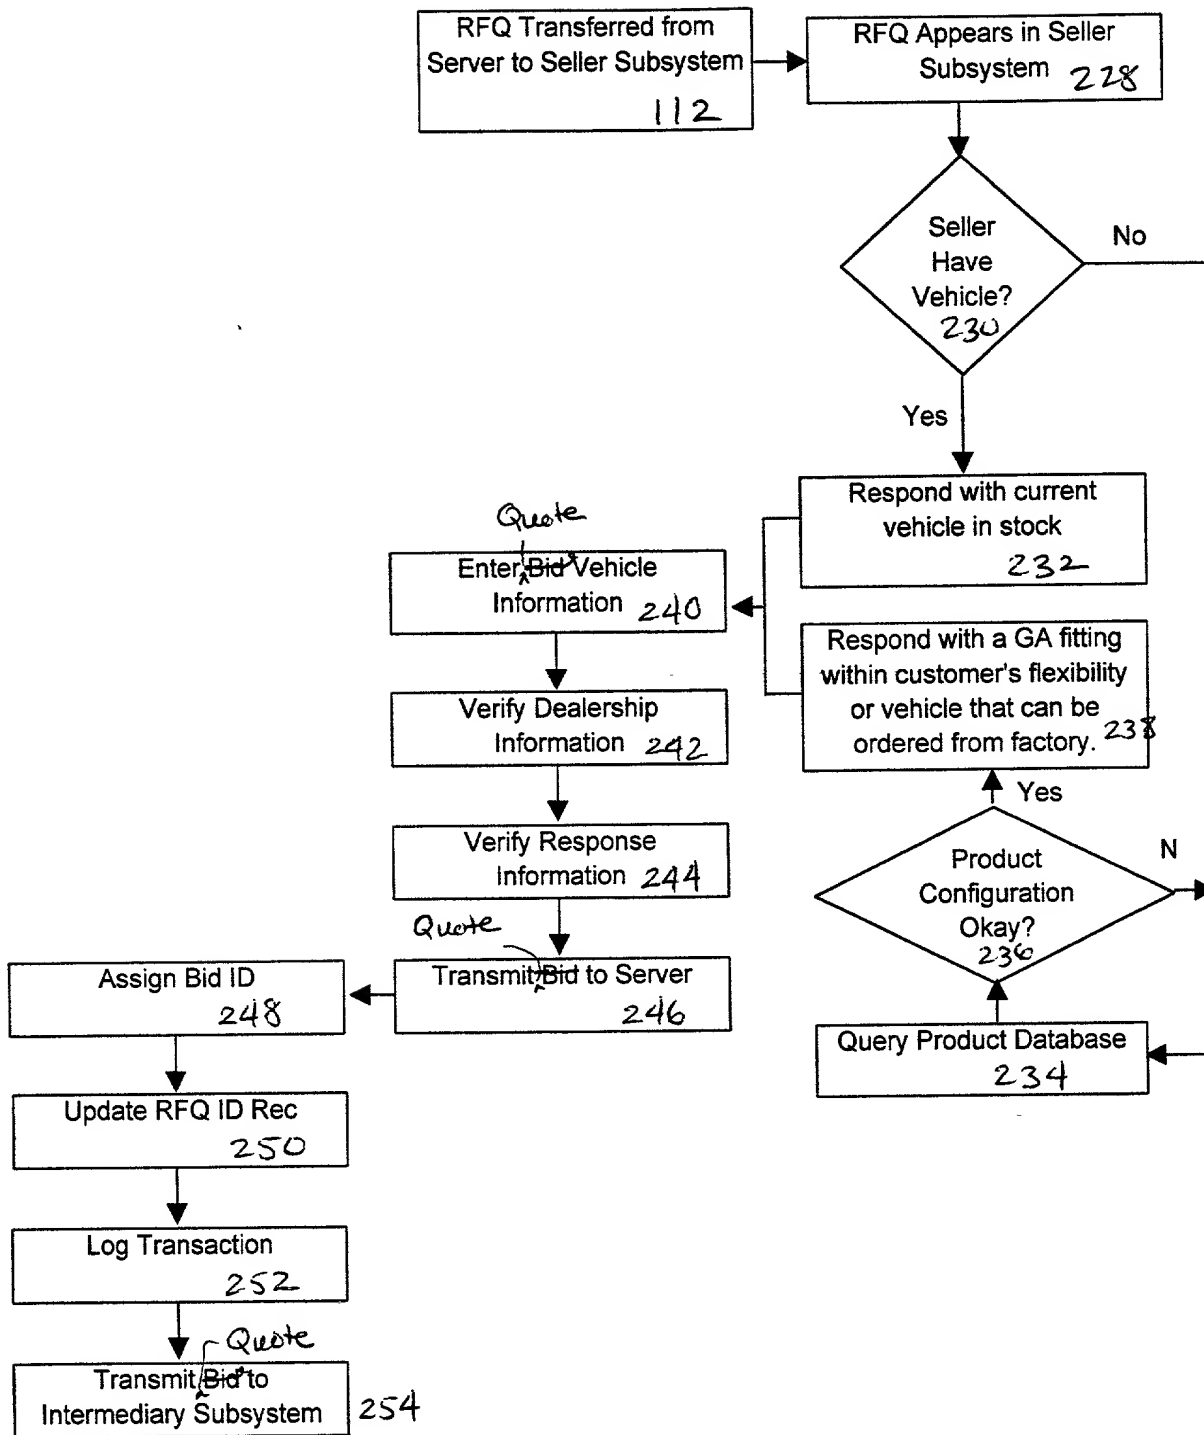 RFQ Transferred from
Server to Seller Subsystem
112
RFQ Appears in Seller
Subsystem 228
Seller
Have
Vehicle?
230
No
Yes
Respond with current
vehicle in stock
232
Quote
Enter Bid Vehicle
Information 240
Respond with a GA fitting
within customer's flexibility
or vehicle that can be
ordered from factory. 238
Verify Dealership
Information 242
Yes
Verify Response
Information 244
Product
Configuration
Okay?
236
N
Quote
Transmit Bid to Server
246
Assign Bid ID
248
Query Product Database
234
Update RFQ ID Rec
250
Log Transaction
252
Quote
Transmit Bid to
Intermediary Subsystem 254